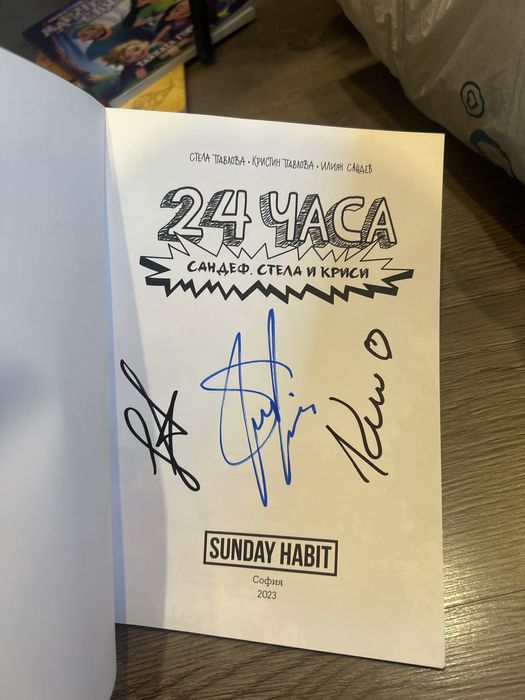 СТЕЛА ПАВЛОВА • КРИСТИН ПАВЛОВА • ИЛИЯН САНДЕВ
24 ЧАСА
САНДЕФ, СТЕЛА И КРИСИ
SUNDAY HABIT
София
2023